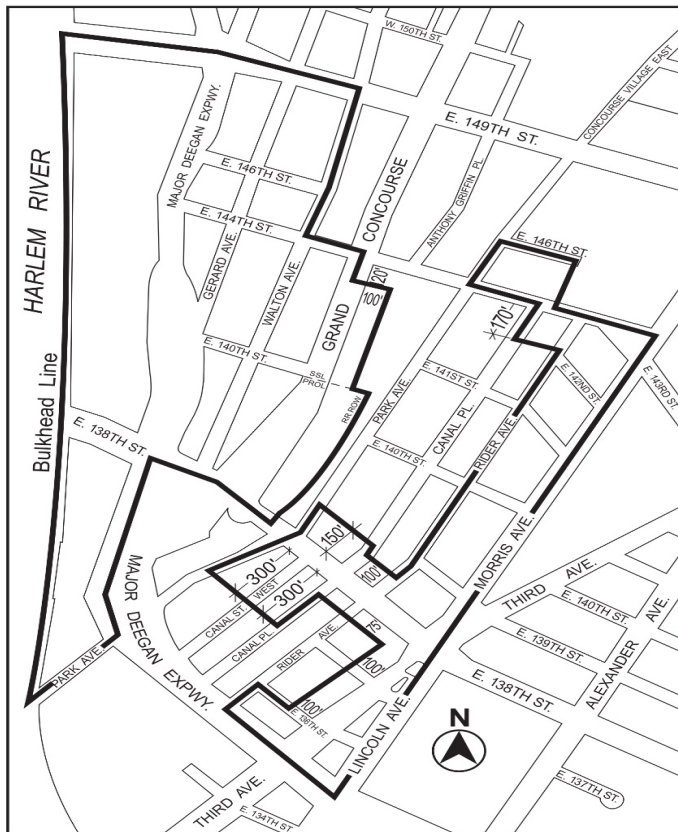 W. 150TH ST.
CONCOURSE VILLAGE EAST
E. 149TH ST.
MAJOR DEEGAN EXPWY.
E. 146TH ST.
CONCOURSE
ANTHONY GRIFFIN PL.
HARLEM RIVER
E. 144TH ST.
E. 146TH ST.
GERARD AVE.
WALTON AVE.
20'
100'
GRAND
170'
E. 140TH ST.
SSL
PROL
RR ROW
PARK AVE.
E. 141ST ST.
E. 142ND ST.
E. 143RD ST.
CANAL PL.
RIDER AVE.
Bulkhead Line
E. 138TH ST.
E. 140TH ST.
150'
MORRIS AVE.
300'
100'
THIRD AVE.
WEST
300'
CANAL ST.
MAJOR DEEGAN EXPWY.
E. 140TH ST.
AVE.
CANAL PL.
RIDER AVE.
75
E. 139TH ST.
ALEXANDER
PARK AVE.
100'
E. 138TH ST.
100'
E. 136TH ST.
LINCOLN AVE.
N
THIRD AVE.
E. 137TH ST.
E. 134TH ST.